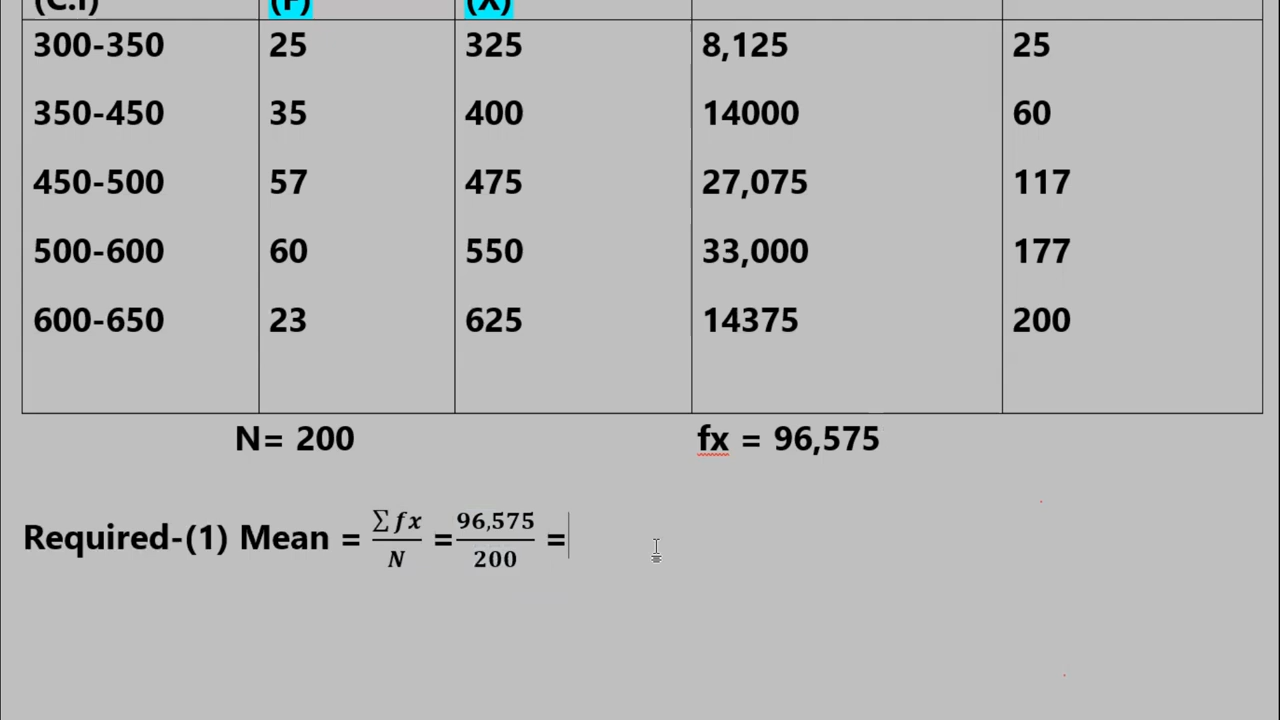 (C.I) (F) (X)
300-350 25 325 8,125 25
350-450 35 400 14000 60
450-500 57 475 27,075 117
500-600 60 550 33,000 177
600-650 23 625 14375 200
N= 200 fx = 96,575
Required-(1) Mean = ∑fx/N =96,575/200 =